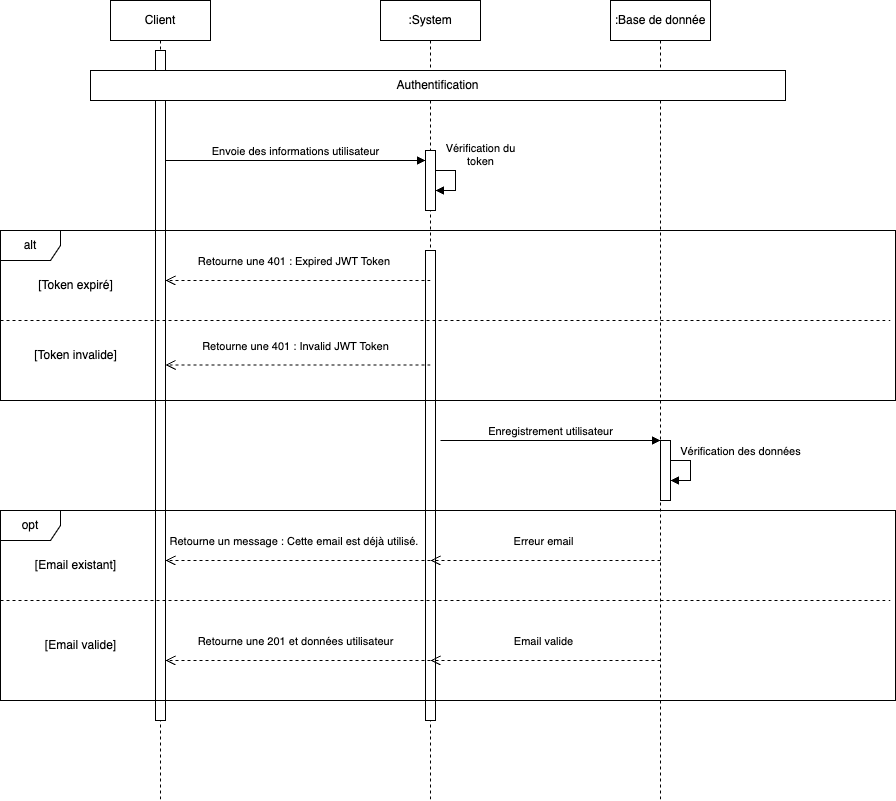 Client
:System
:Base de donnée
Authentification
Envoie des informations utilisateur
Vérification du
token
alt
Retourne une 401 : Expired JWT Token
[Token expiré]
Retourne une 401 : Invalid JWT Token
[Token invalide]
Enregistrement utilisateur
Vérification des données
opt
Retourne un message : Cette email est déjà utilisé.
Erreur email
[Email existant]
Retourne une 201 et données utilisateur
Email valide
[Email valide]